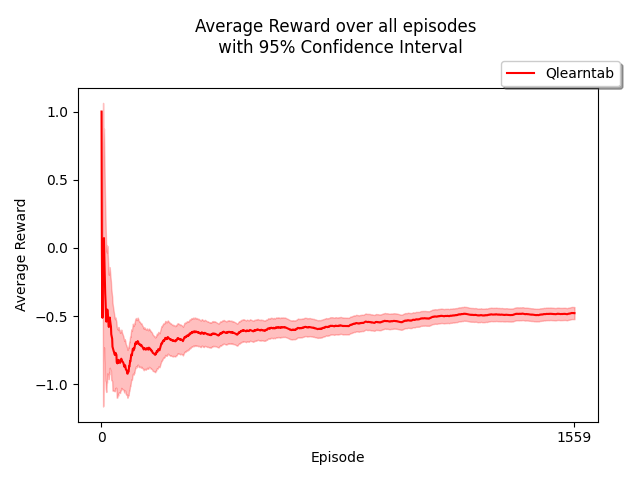 Average Reward over all episodes
with 95% Confidence Interval
Qlearntab
1.0
0.5
0.0
−0.5
−1.0
Average Reward
0
1559
Episode